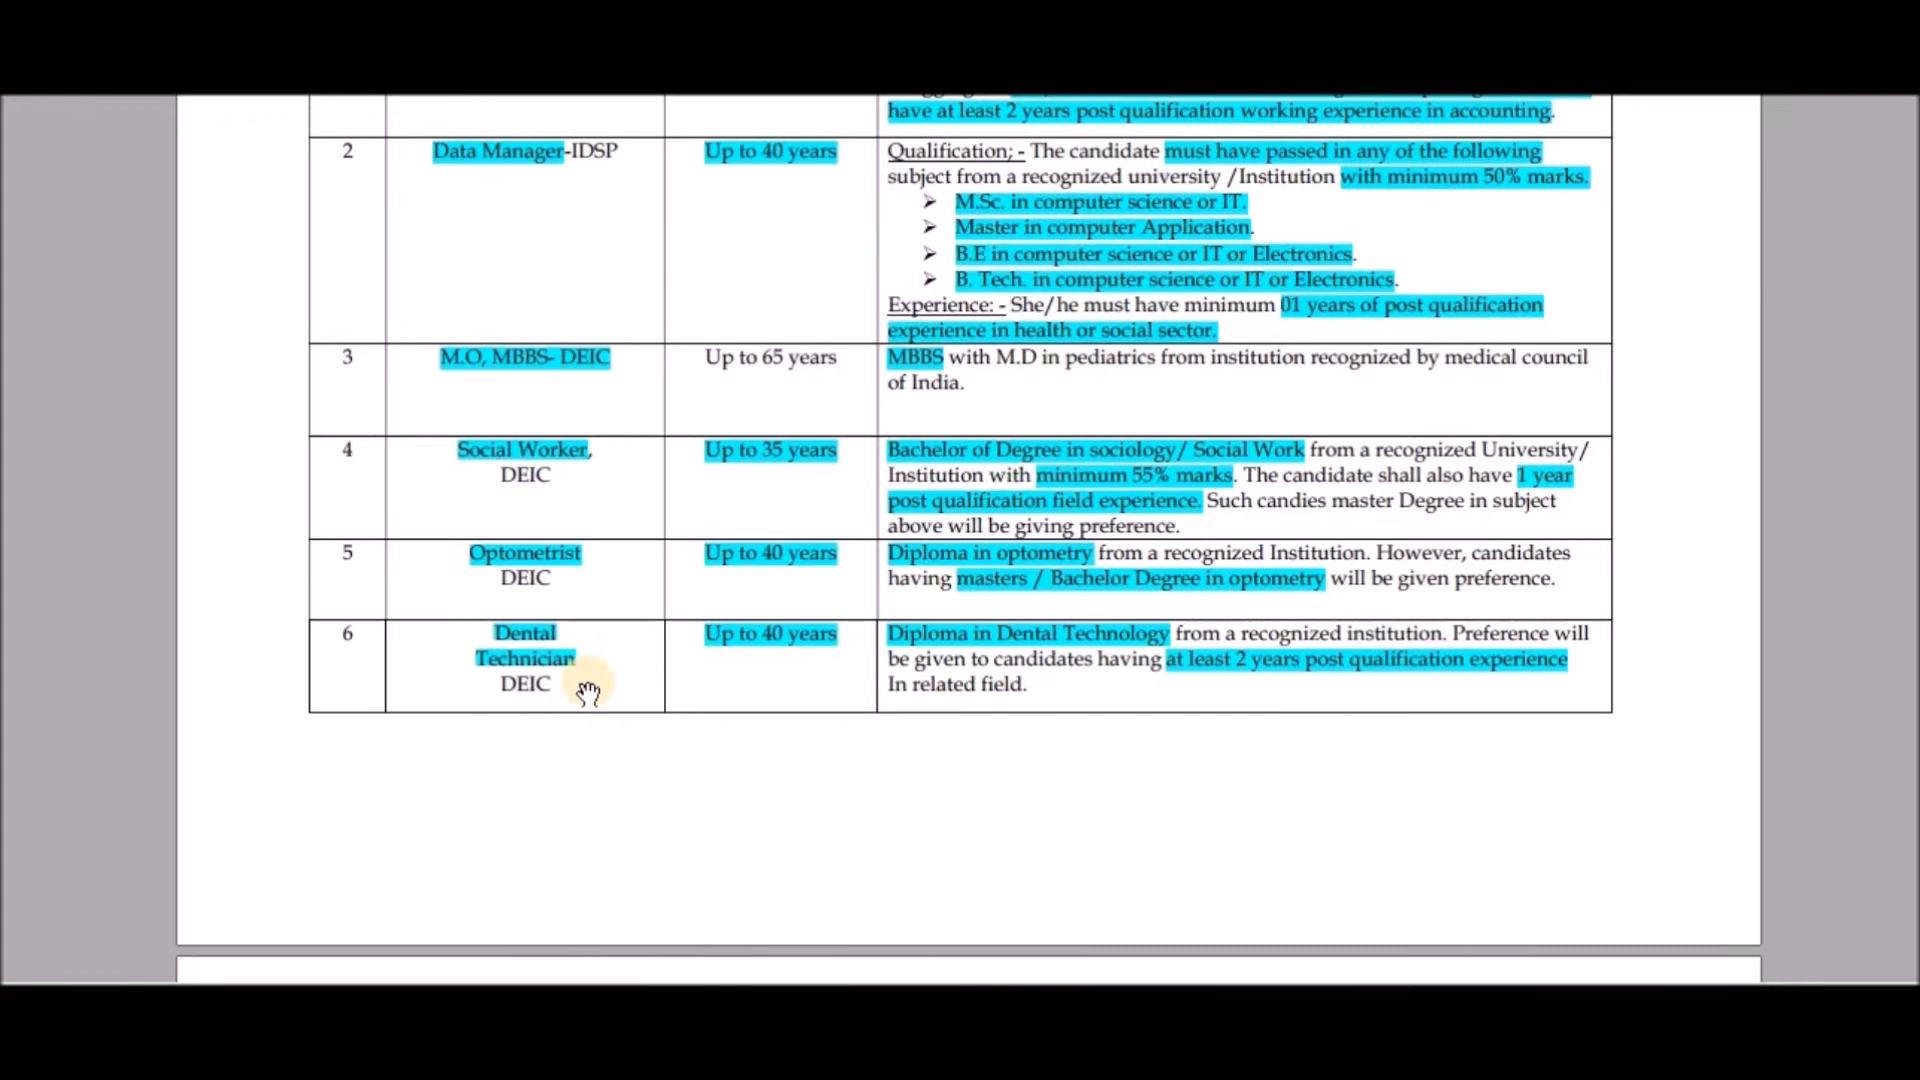 have at least 2 years post qualification working experience in accounting.
2
Data Manager-IDSP
Up to 40 years
Qualification; - The candidate must have passed in any of the following
subject from a recognized university /Institution with minimum 50% marks.
➢ M.Sc. in computer science or IT.
➢ Master in computer Application.
➢ B.E in computer science or IT or Electronics.
➢ B. Tech. in computer science or IT or Electronics.
Experience: - She/he must have minimum 01 years of post qualification
experience in health or social sector.
3
M.O, MBBS- DEIC
Up to 65 years
MBBS with M.D in pediatrics from institution recognized by medical council
of India.
4
Social Worker,
DEIC
Up to 35 years
Bachelor of Degree in sociology/ Social Work from a recognized University/
Institution with minimum 55% marks. The candidate shall also have 1 year
post qualification field experience. Such candies master Degree in subject
above will be giving preference.
5
Optometrist
DEIC
Up to 40 years
Diploma in optometry from a recognized Institution. However, candidates
having masters / Bachelor Degree in optometry will be given preference.
6
Dental
Technician
DEIC
Up to 40 years
Diploma in Dental Technology from a recognized institution. Preference will
be given to candidates having at least 2 years post qualification experience
In related field.